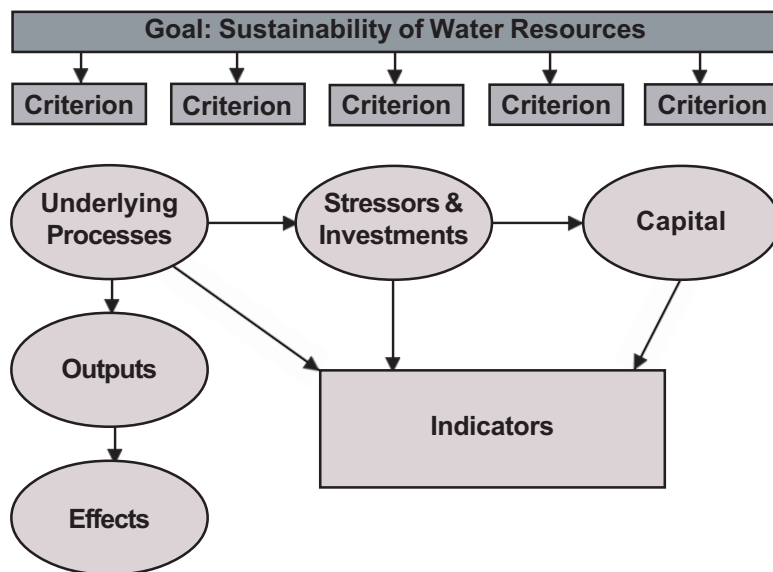 Goal: Sustainability of Water Resources
Criterion Criterion Criterion Criterion Criterion
Underlying
Processes
Stressors &
Investments
Capital
Outputs
Indicators
Effects